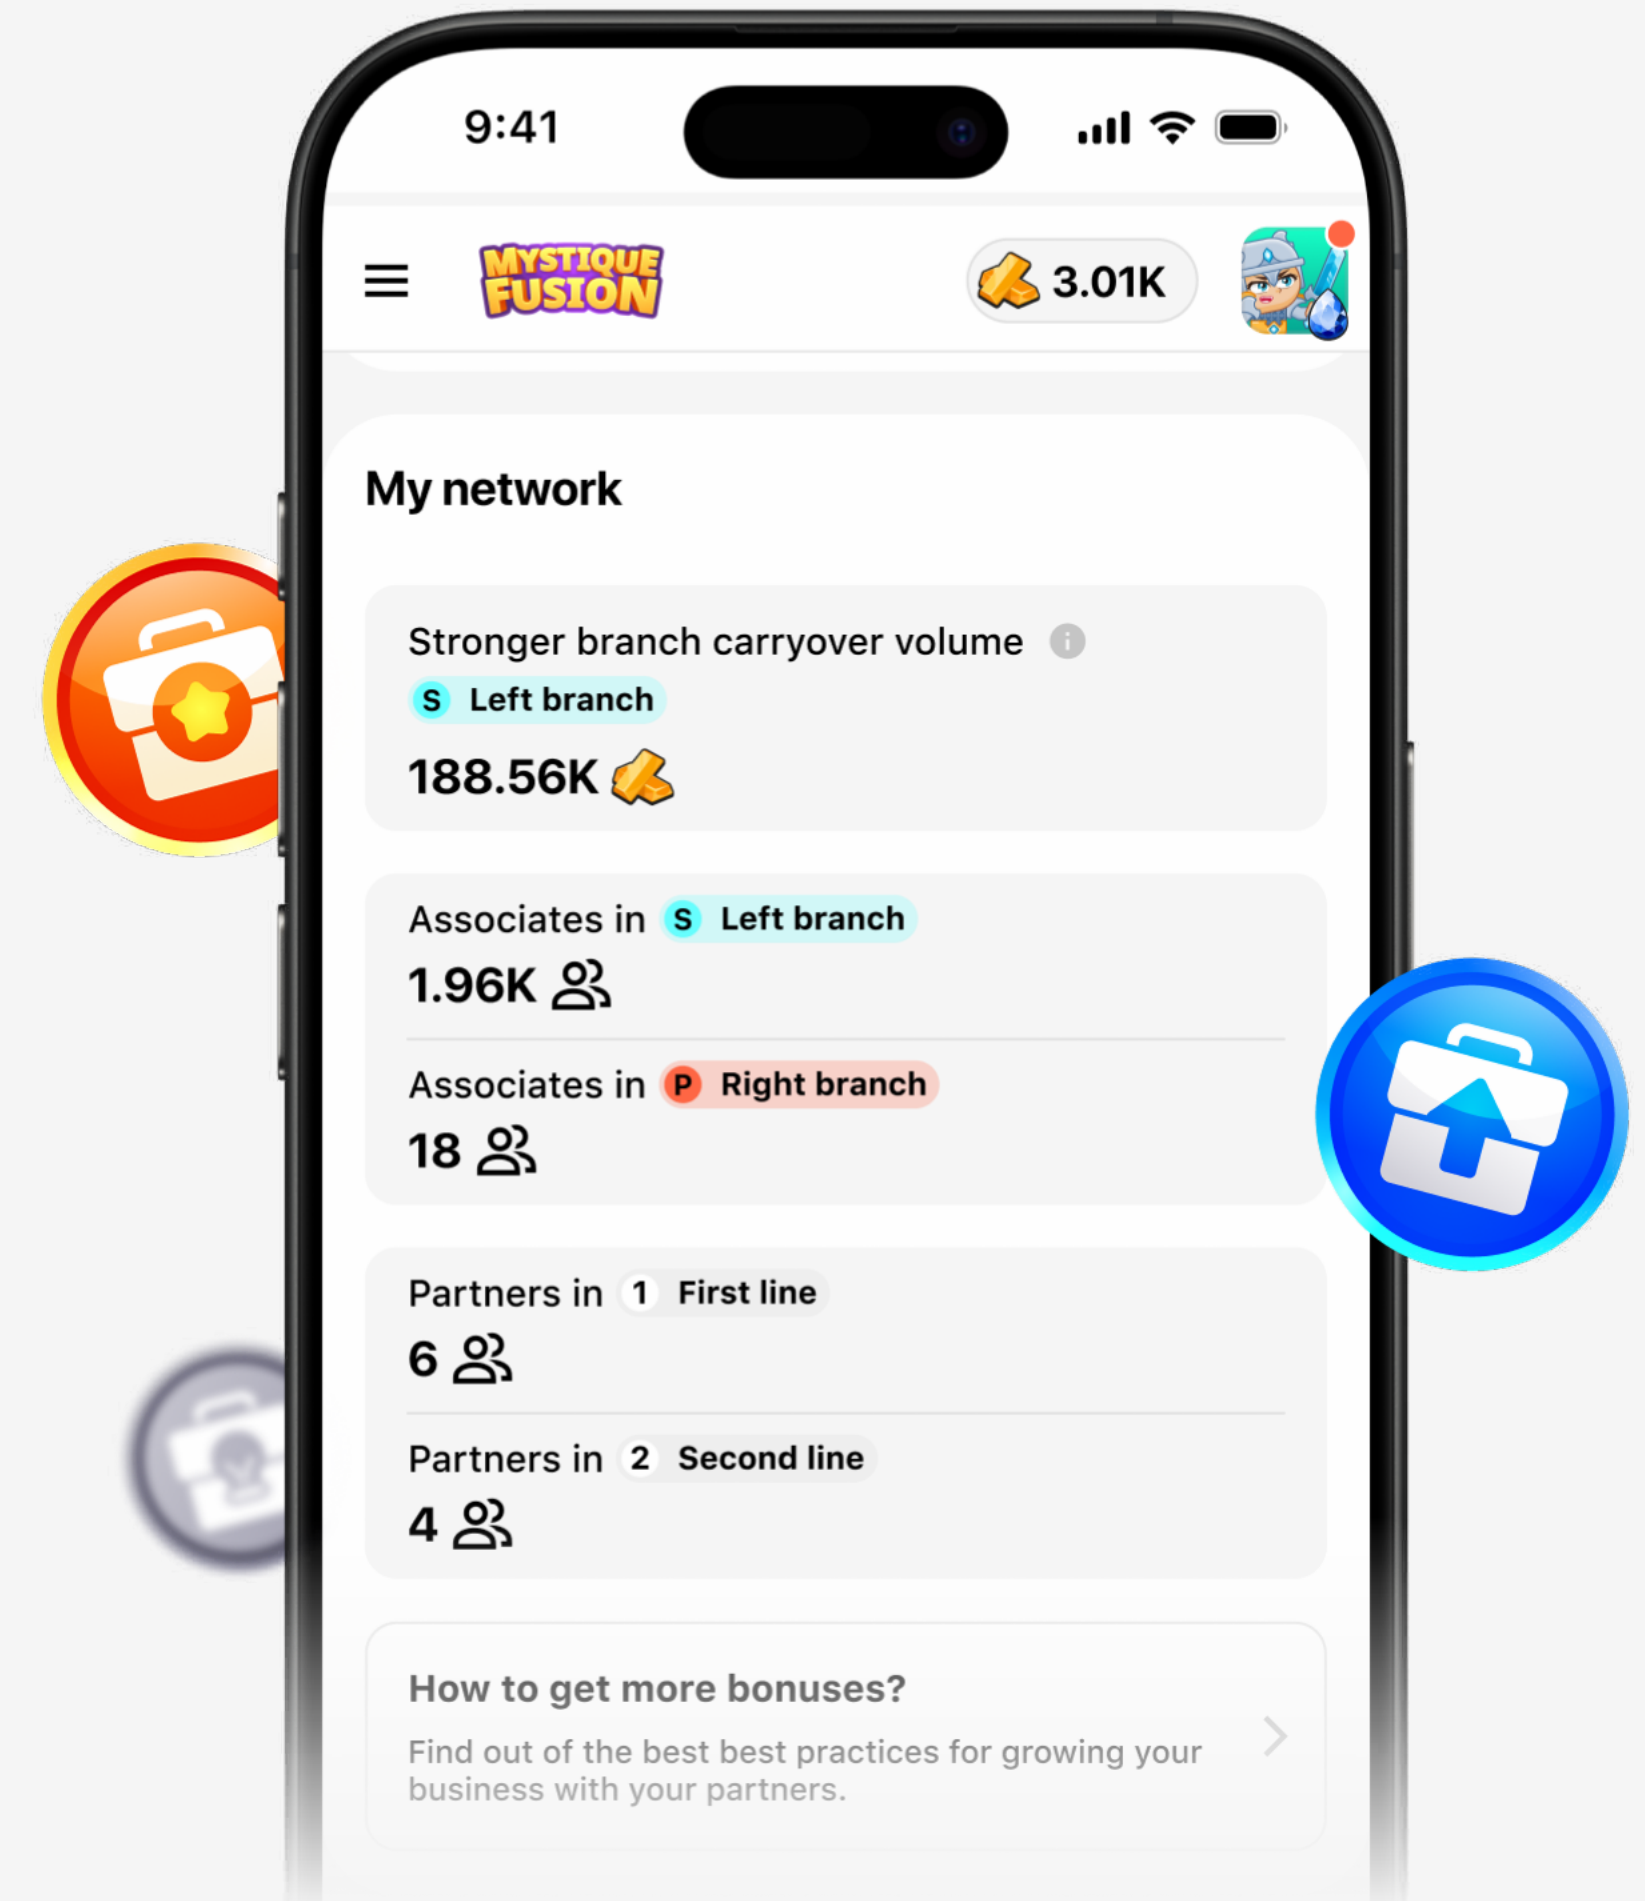 9:41
MYSTIQUE
FUSION
3.01K
My network
Stronger branch carryover volume i
S Left branch
188.56K
Associates in S Left branch
1.96K
Associates in P Right branch
18
Partners in 1 First line
6
Partners in 2 Second line
4
How to get more bonuses?
Find out of the best best practices for growing your
business with your partners.